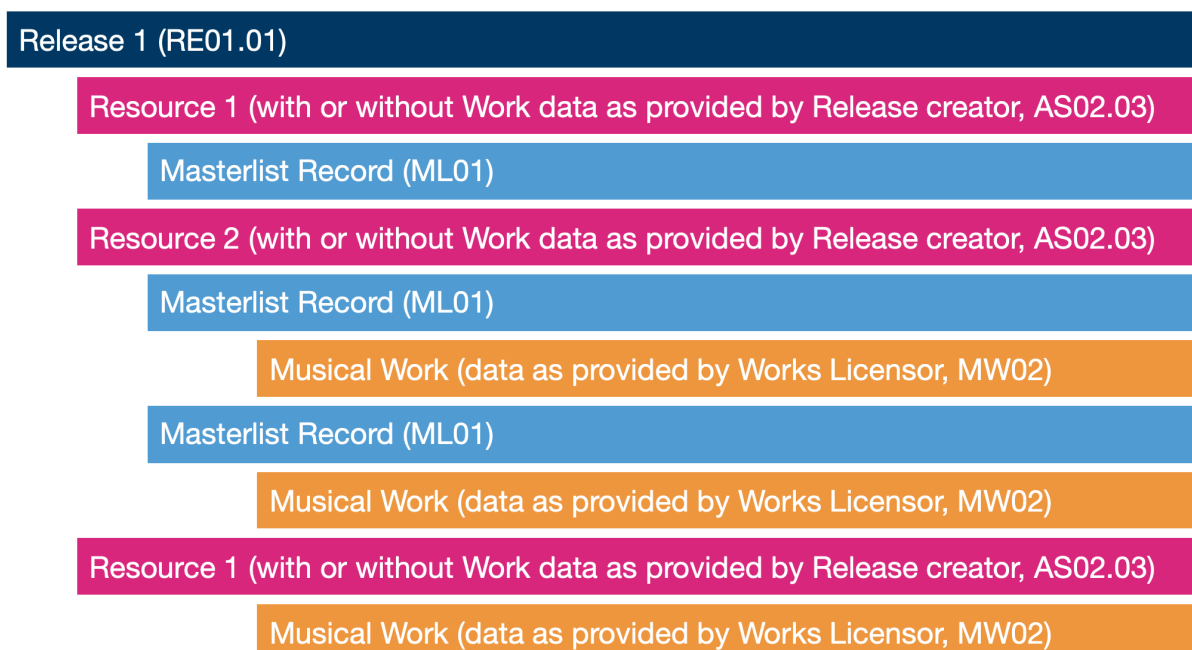 Release 1 (RE01.01)
Resource 1 (with or without Work data as provided by Release creator, AS02.03)
Masterlist Record (ML01)
Resource 2 (with or without Work data as provided by Release creator, AS02.03)
Masterlist Record (ML01)
Musical Work (data as provided by Works Licensor, MW02)
Masterlist Record (ML01)
Musical Work (data as provided by Works Licensor, MW02)
Resource 1 (with or without Work data as provided by Release creator, AS02.03)
Musical Work (data as provided by Works Licensor, MW02)